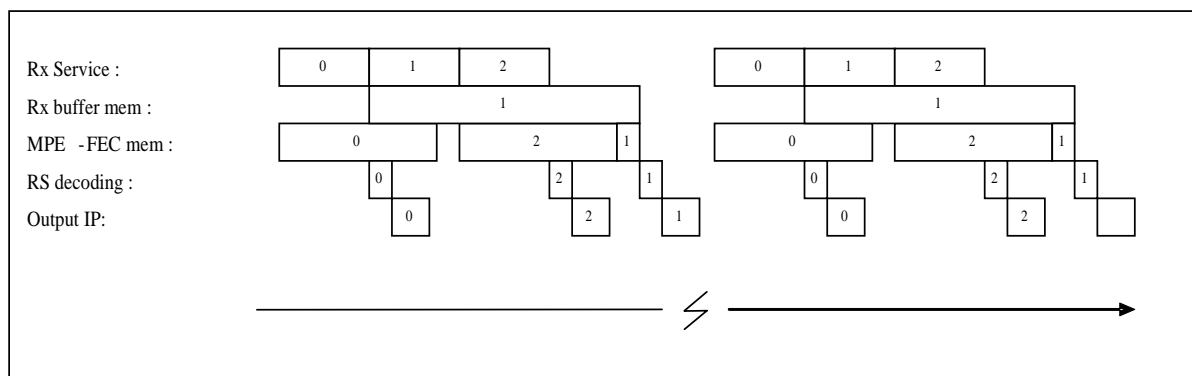 Rx Service : 0 1 2 0 1 2
Rx buffer mem : 1 1
MPE -FEC mem : 0 2 1 0 2 1
RS decoding : 0 2 1 0 2 1
Output IP: 0 2 1 0 2